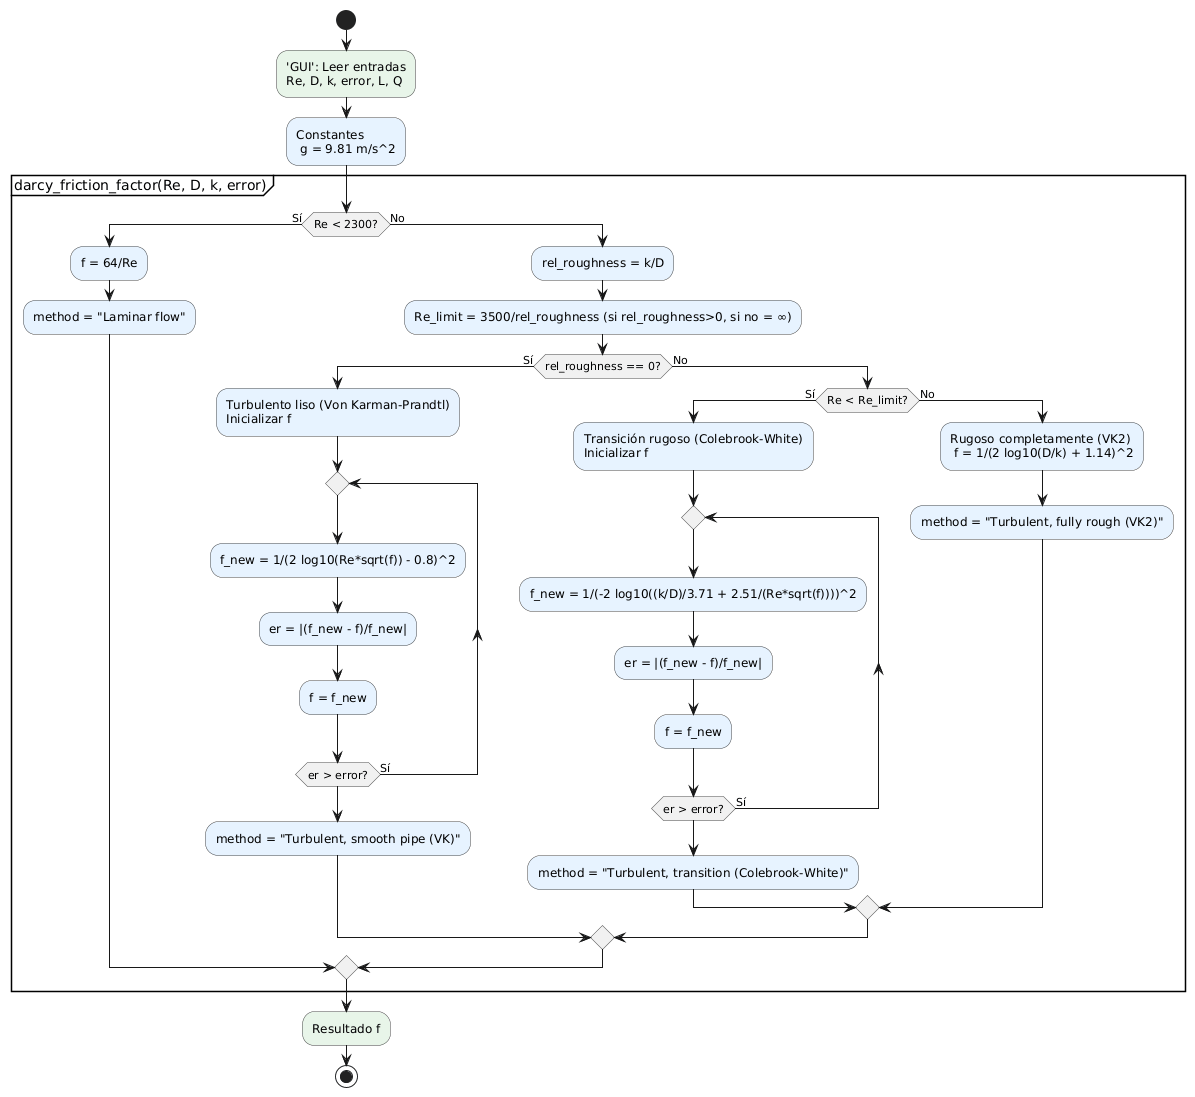 'GUI': Leer entradas
Re, D, k, error, L, Q
Constantes
g = 9.81 m/s^2
darcy_friction_factor(Re, D, k, error)
Re < 2300?
Sí
No
f = 64/Re
method = "Laminar flow"
rel_roughness = k/D
Re_limit = 3500/rel_roughness (si rel_roughness>0, si no = ∞)
rel_roughness == 0?
Sí
No
Turbulento liso (Von Karman-Prandtl)
Inicializar f
f_new = 1/(2 log10(Re*sqrt(f)) - 0.8)^2
er = |(f_new - f)/f_new|
f = f_new
er > error?
Sí
method = "Turbulent, smooth pipe (VK)"
Re < Re_limit?
Sí
No
Transición rugoso (Colebrook-White)
Inicializar f
f_new = 1/(-2 log10((k/D)/3.71 + 2.51/(Re*sqrt(f))))^2
er = |(f_new - f)/f_new|
f = f_new
er > error?
Sí
method = "Turbulent, transition (Colebrook-White)"
Rugoso completamente (VK2)
f = 1/(2 log10(D/k) + 1.14)^2
method = "Turbulent, fully rough (VK2)"
Resultado f